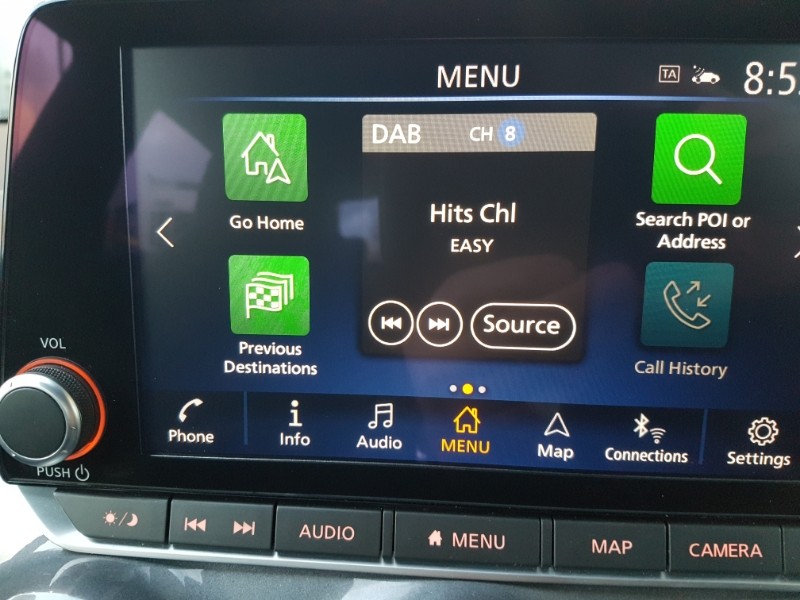 MENU
TA
8:5
DAB CH 8
Go Home
Hits Chl
EASY
Search POI or
Address
Previous
Destinations
Source
Call History
VOL
PUSH
Phone
Info
Audio
MENU
Map
Connections
Settings
AUDIO
MENU
MAP
CAMERA